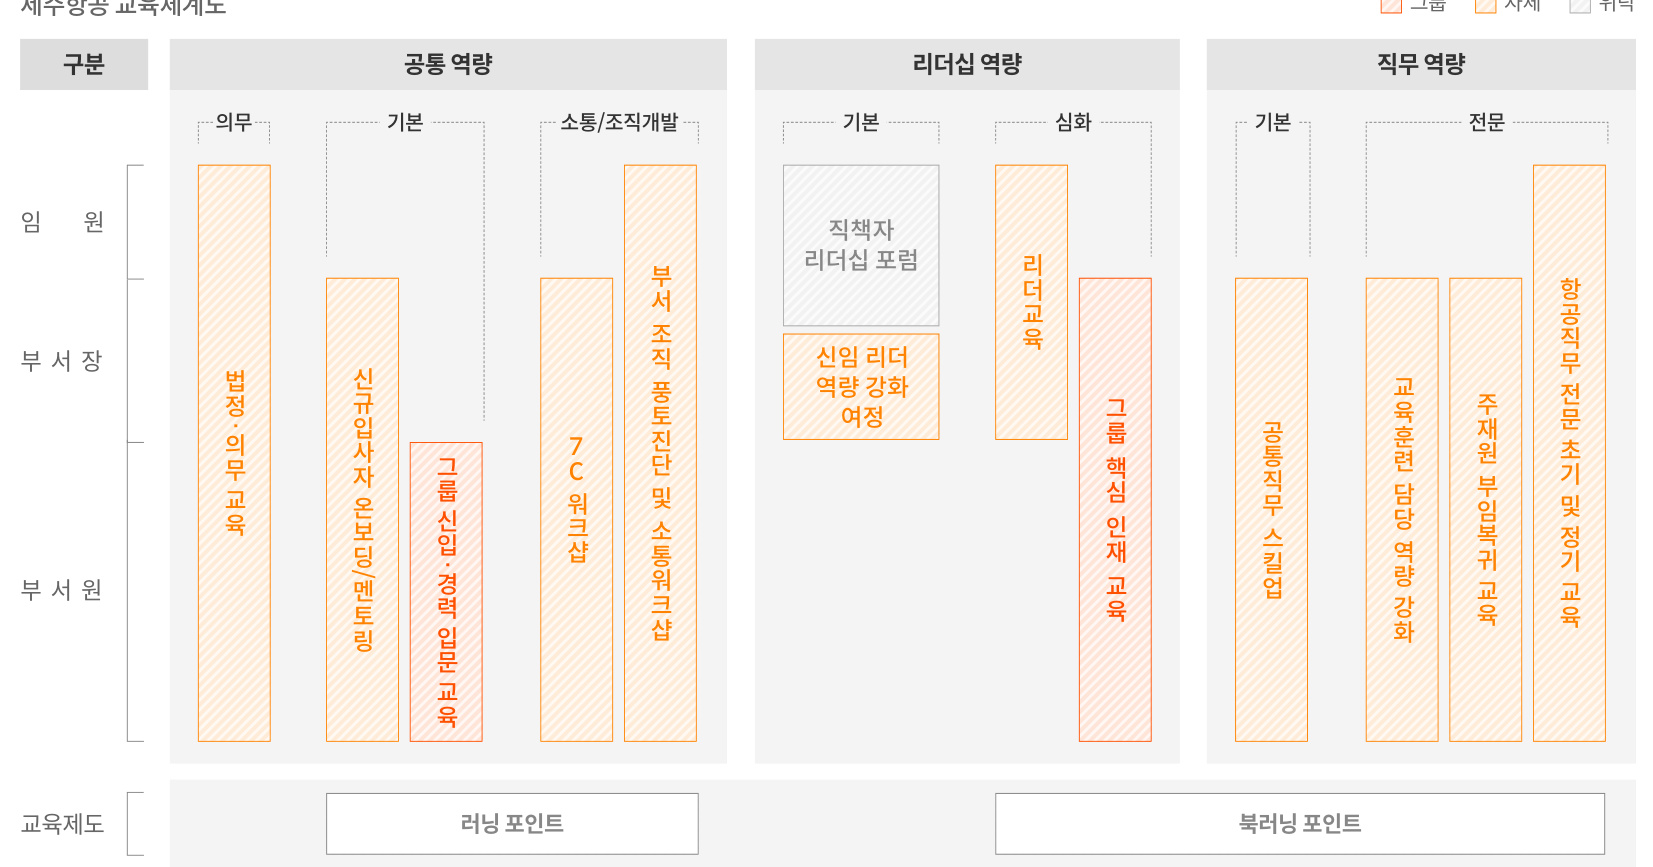 제주항공 교육체계도
그룹 자체 위탁
구분 공통 역량 리더십 역량 직무 역량
의무 기본 소통/조직개발 기본 심화 기본 전문
임 원
부 서 장
부 서 원
법정·의무 교육
신규입사자 온보딩/멘토링
그룹 신입·경력 입문 교육
7C 워크샵
부서 조직 풍토진단 및 소통워크샵
직책자
리더십 포럼
신임 리더
역량 강화
여정
리더교육
그룹 핵심 인재 교육
공통직무 스킬업
교육훈련 담당 역량 강화
주재원 부임복귀 교육
항공직무 전문 초기 및 정기 교육
교육제도 러닝 포인트 북러닝 포인트